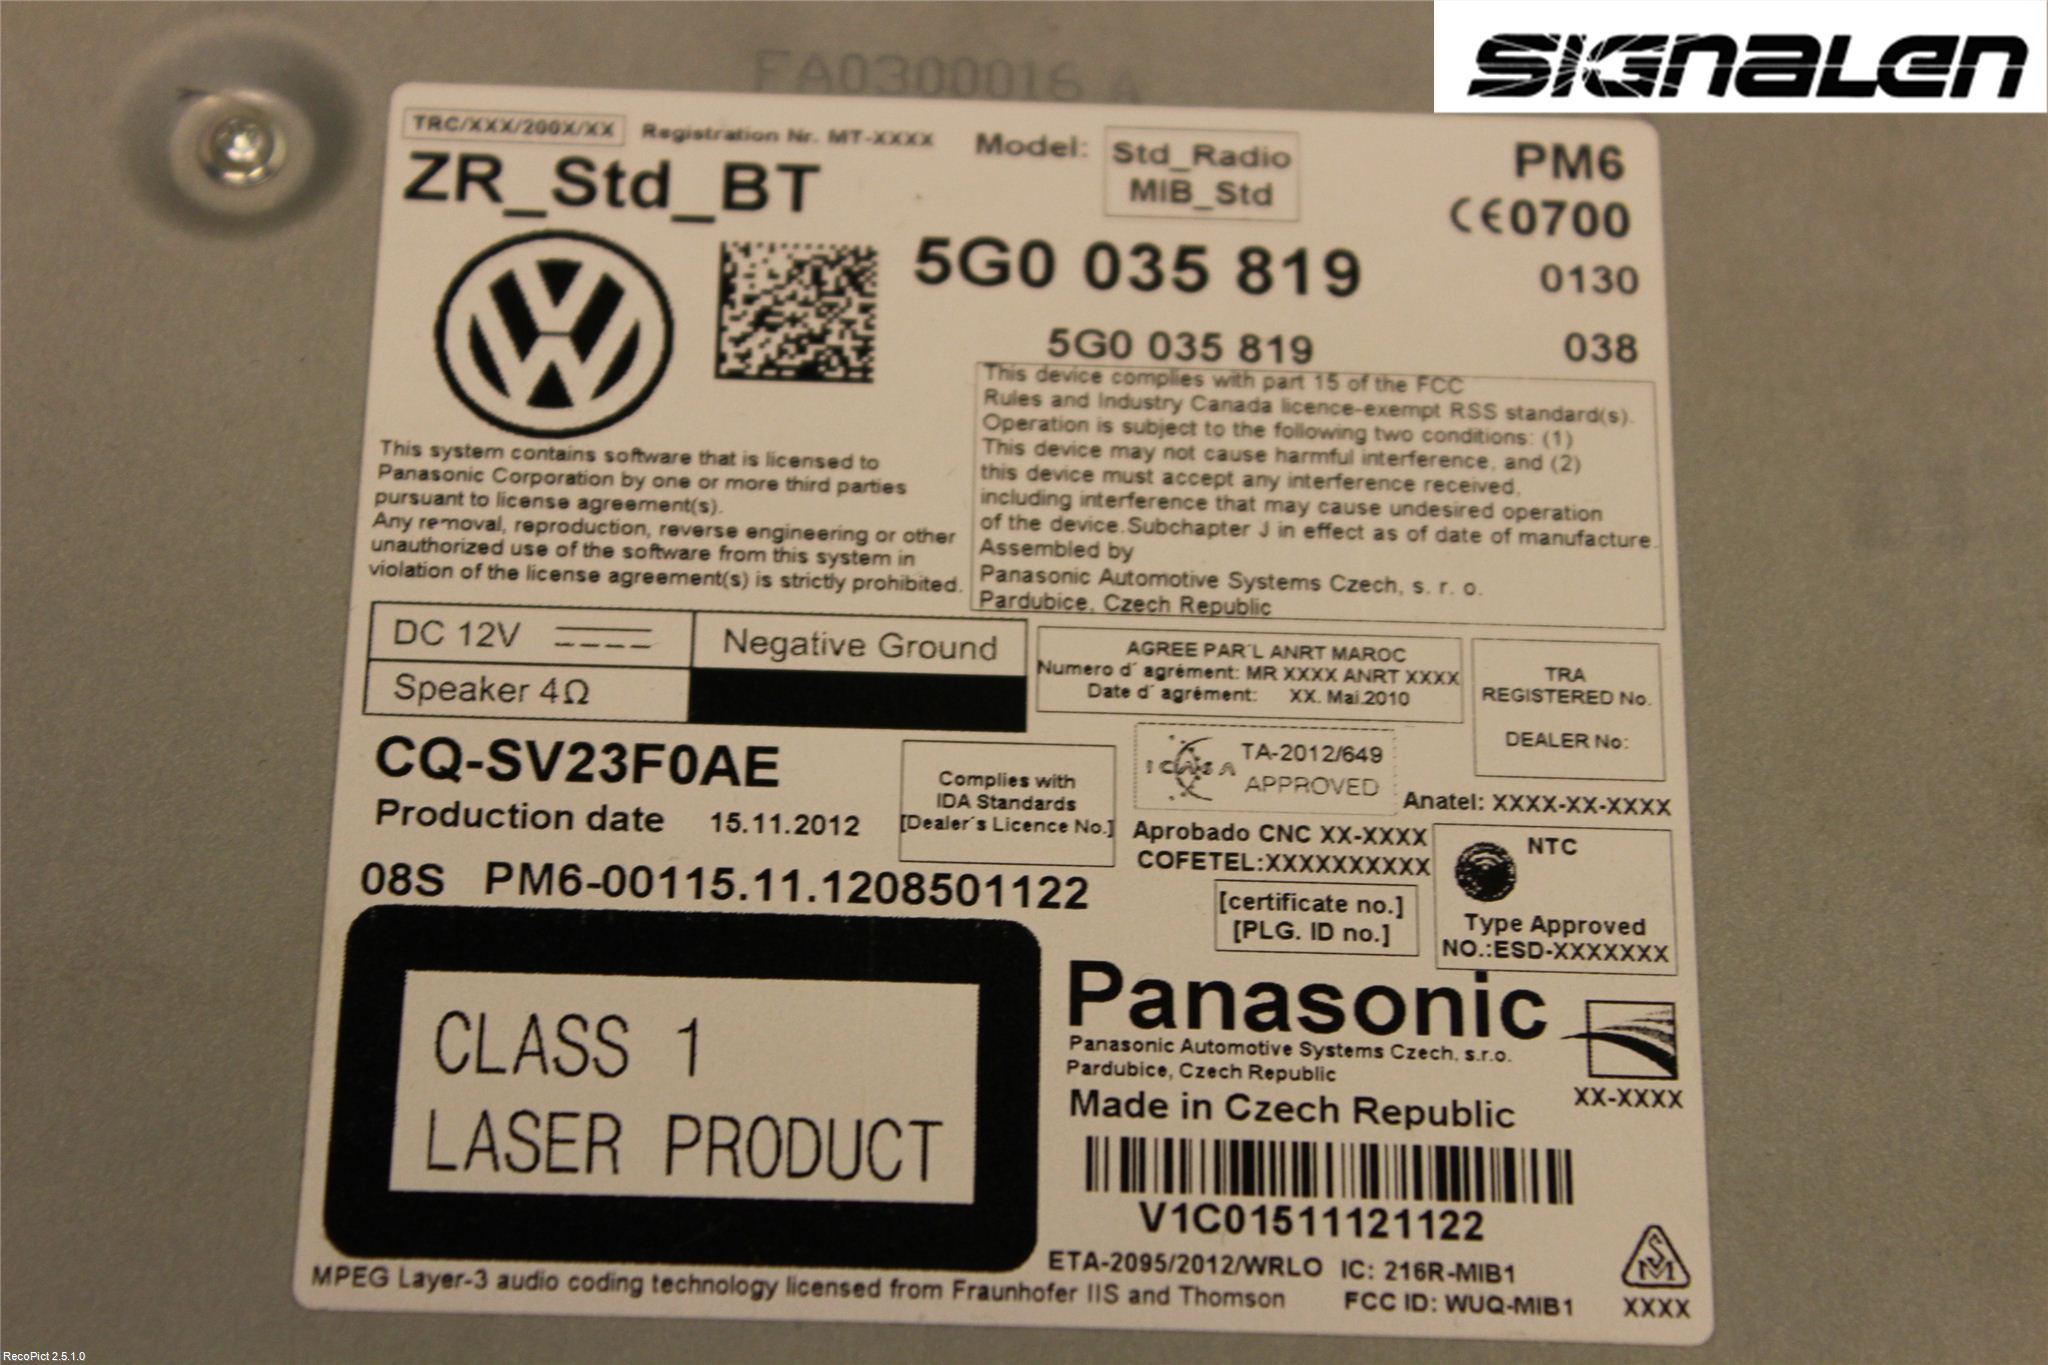 SIGNALEN
FA0300016 A
TRC/XXX/200X/XX
Registration Nr. MT-XXXX
Model: Std_Radio
MIB_Std
PM6
ZR_Std_BT
CE0700
5G0 035 819
0130
5G0 035 819
038
This device complies with part 15 of the FCC
Rules and Industry Canada licence-exempt RSS standard(s).
Operation is subject to the following two conditions: (1)
This device may not cause harmful interference, and (2)
this device must accept any interference received,
including interference that may cause undesired operation
of the device.Subchapter J in effect as of date of manufacture.
Assembled by
Panasonic Automotive Systems Czech, s. r. o.
Pardubice, Czech Republic
This system contains software that is licensed to
Panasonic Corporation by one or more third parties
pursuant to license agreement(s).
Any removal, reproduction, reverse engineering or other
unauthorized use of the software from this system in
violation of the license agreement(s) is strictly prohibited.
DC 12V
Negative Ground
Speaker 4Ω
AGREE PAR´L ANRT MAROC
Numero d´ agrément: MR XXXX ANRT XXXX
Date d´ agrément: XX. Mai.2010
TRA
REGISTERED No.
DEALER No:
CQ-SV23F0AE
Production date 15.11.2012
Complies with
IDA Standards
[Dealer´s Licence No.]
ICASA
TA-2012/649
APPROVED
Anatel: XXXX-XX-XXXX
Aprobado CNC XX-XXXX
COFETEL:XXXXXXXXXX
NTC
Type Approved
NO.:ESD-XXXXXXX
[certificate no.]
[PLG. ID no.]
08S PM6-00115.11.1208501122
CLASS 1
LASER PRODUCT
Panasonic
Panasonic Automotive Systems Czech, s.r.o.
Pardubice, Czech Republic
XX-XXXX
Made in Czech Republic
V1C01511121122
ETA-2095/2012/WRLO IC: 216R-MIB1
FCC ID: WUQ-MIB1
XXXX
MPEG Layer-3 audio coding technology licensed from Fraunhofer IIS and Thomson
RecoPict 2.5.1.0